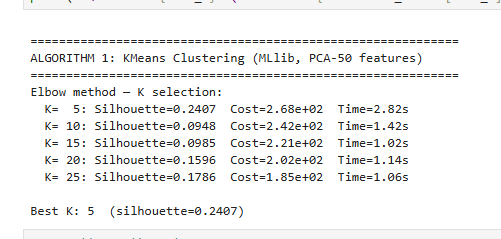 ============================================================
ALGORITHM 1: KMeans Clustering (MLlib, PCA-50 features)
============================================================
Elbow method — K selection:
  K=  5: Silhouette=0.2407  Cost=2.68e+02  Time=2.82s
  K= 10: Silhouette=0.0948  Cost=2.42e+02  Time=1.42s
  K= 15: Silhouette=0.0985  Cost=2.21e+02  Time=1.02s
  K= 20: Silhouette=0.1596  Cost=2.02e+02  Time=1.14s
  K= 25: Silhouette=0.1786  Cost=1.85e+02  Time=1.06s
Best K: 5  (silhouette=0.2407)